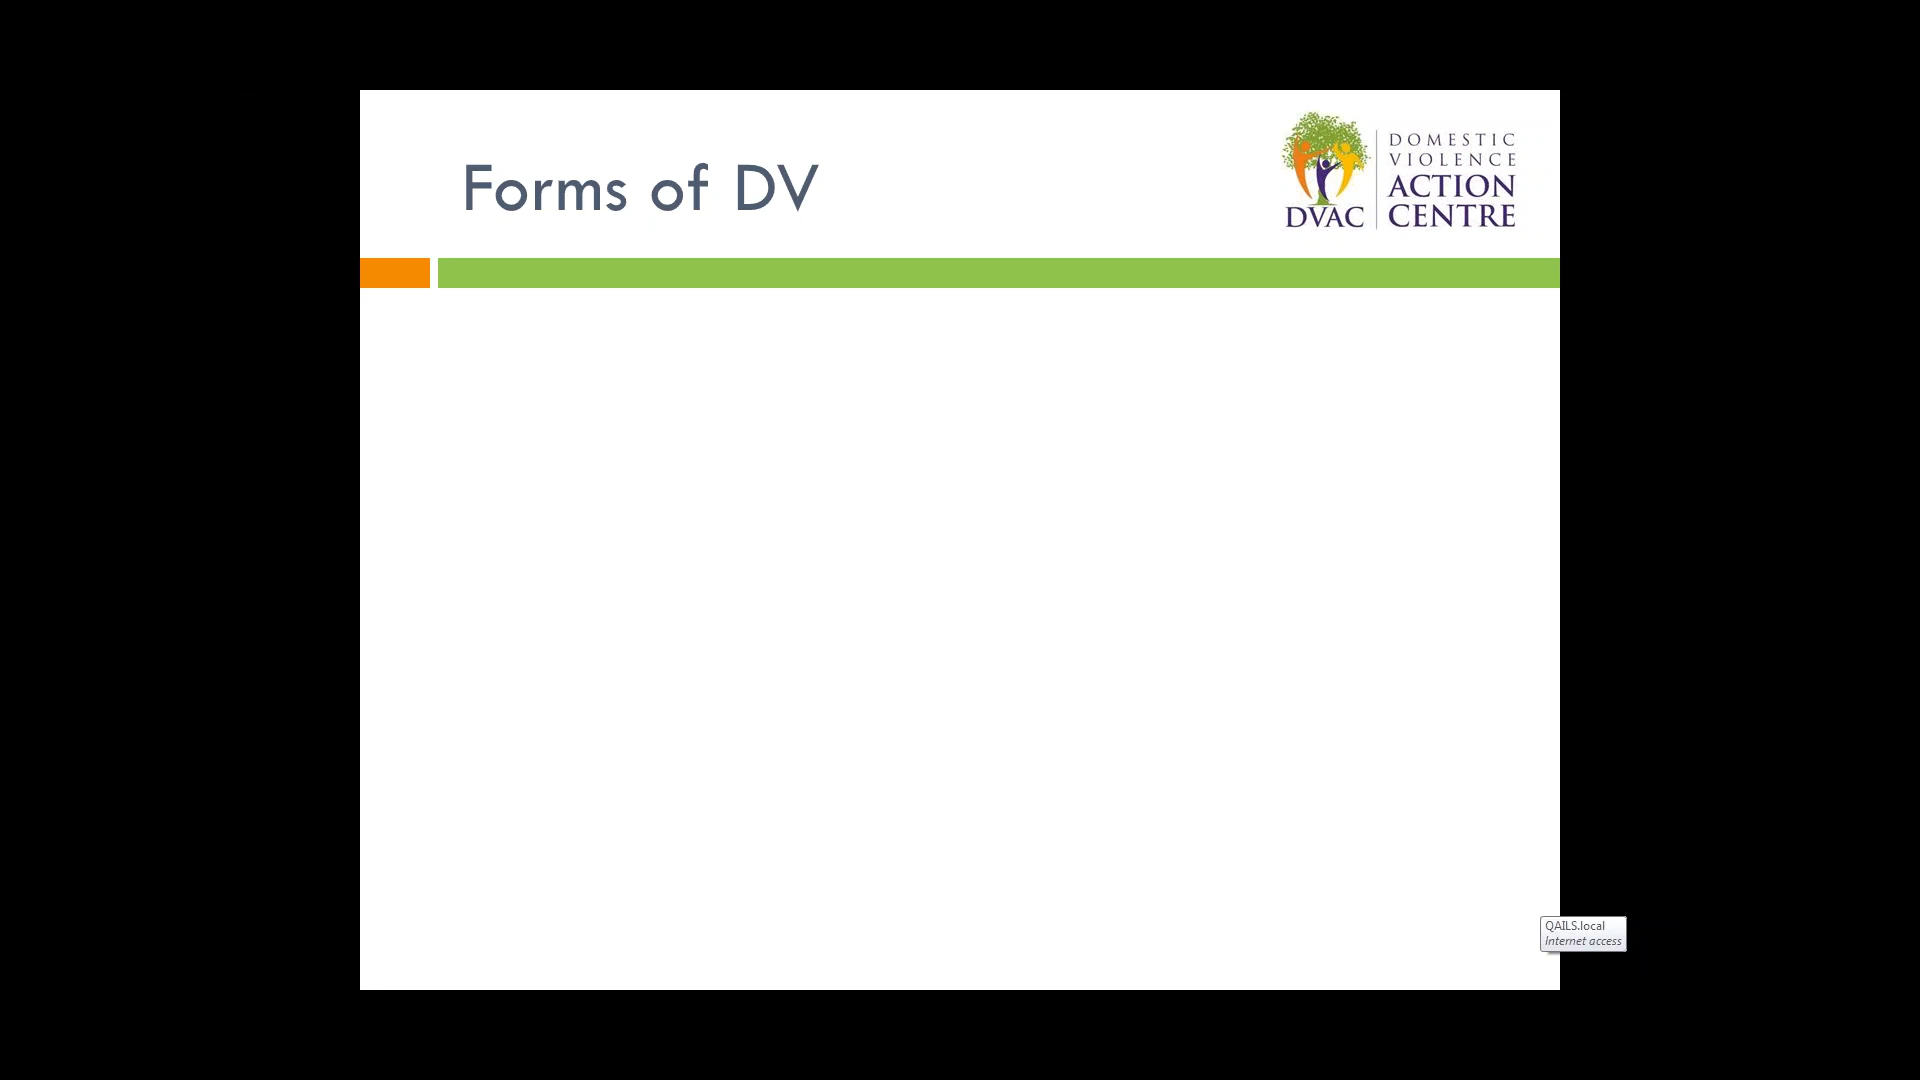 Forms of DV
DOMESTIC
VIOLENCE
ACTION
CENTRE
DVAC
QAILS.local
Internet access